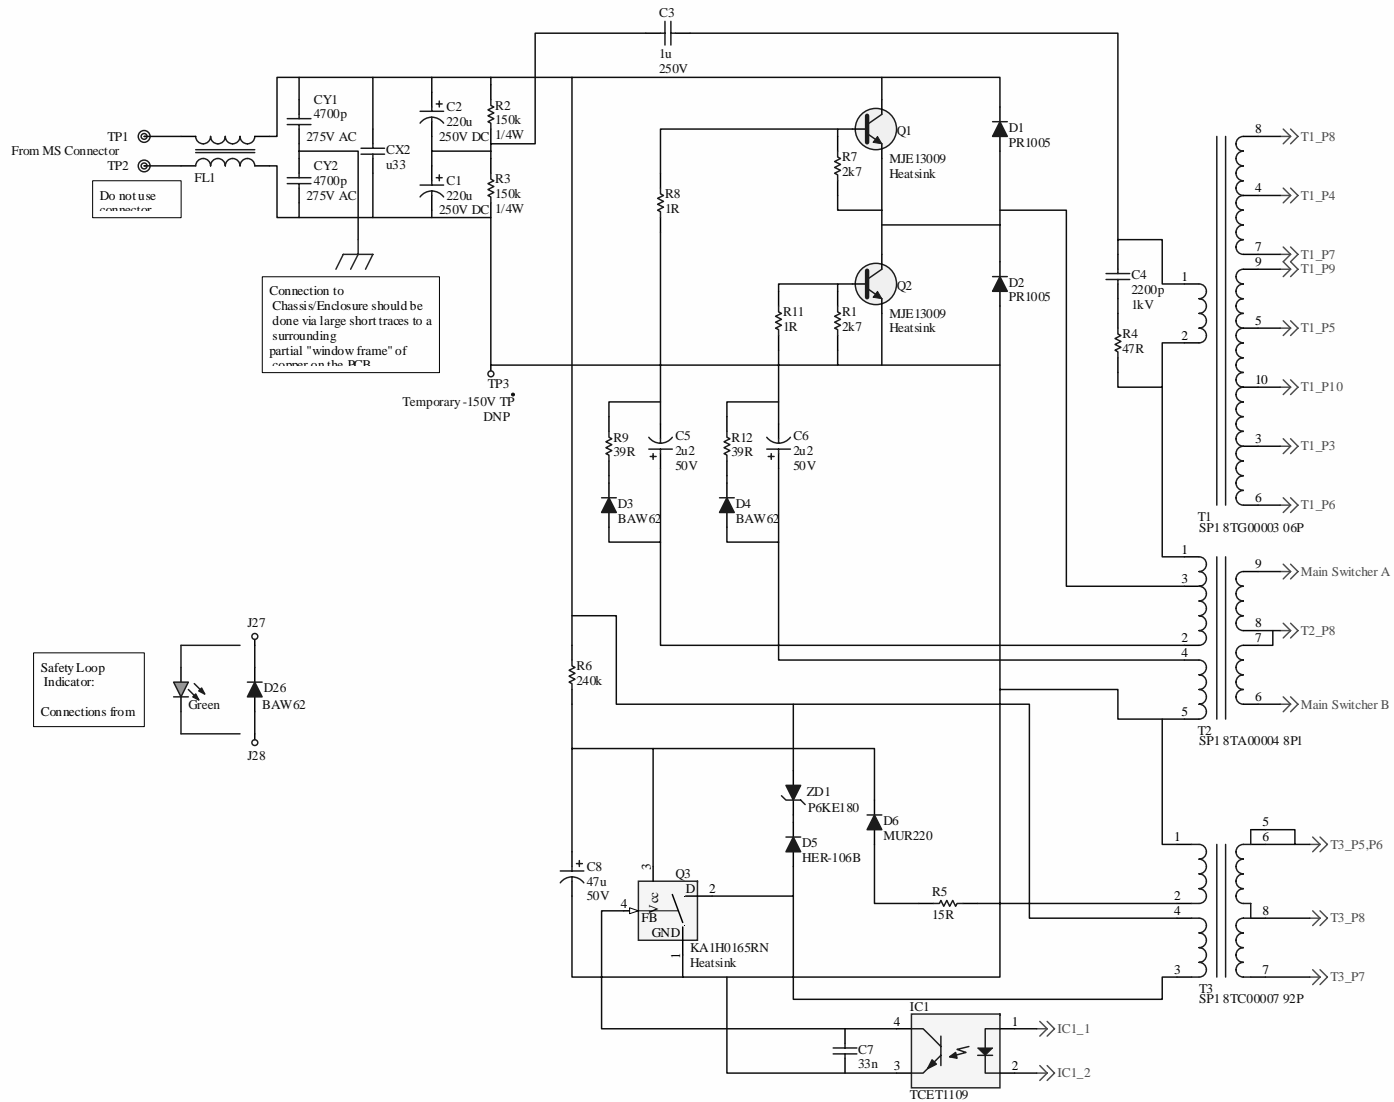 C3
1u
250V
CY1
4700p
275V AC
CY2
4700p
275V AC
CX2
u33
C2
220u
250V DC
C1
220u
250V DC
R2
150k
1/4W
R3
150k
1/4W
TP1
From MS Connector
TP2
FL1
Do not use
Connection to
Chassis/Enclosure should be
done via large short traces to a
surrounding
partial "window frame" of
copper on the PCB
TP3
Temporary -150V TP
DNP
R8
1R
R7
2k7
Q1
MJE13009
Heatsink
D1
PR1005
Q2
MJE13009
Heatsink
D2
PR1005
R11
1R
R1
2k7
R9
39R
C5
2u2
50V
D3
BAW62
R12
39R
C6
2u2
50V
D4
BAW62
C4
2200p
1kV
R4
47R
1
2
8
T1_P8
4
T1_P4
7
T1_P7
9
T1_P9
5
T1_P5
10
T1_P10
3
T1_P3
6
T1_P6
T1
SP1 8TG00003 06P
1
3
2
4
5
9
Main Switcher A
8
T2_P8
7
6
Main Switcher B
T2
SP1 8TA00004 8P1
J27
Safety Loop
Indicator:
Connections from
Green
D26
BAW62
J28
R6
240k
ZD1
P6KE180
D5
HER-106B
D6
MUR220
R5
15R
C8
47u
50V
3
Q3
D
2
Vcc
4
FB
GND
1
KA1H0165RN
Heatsink
1
2
4
3
5
6
T3_P5,P6
8
T3_P8
7
T3_P7
T3
SP1 8TC00007 92P
IC1
4
3
1
IC1_1
2
IC1_2
C7
33n
TCET1109